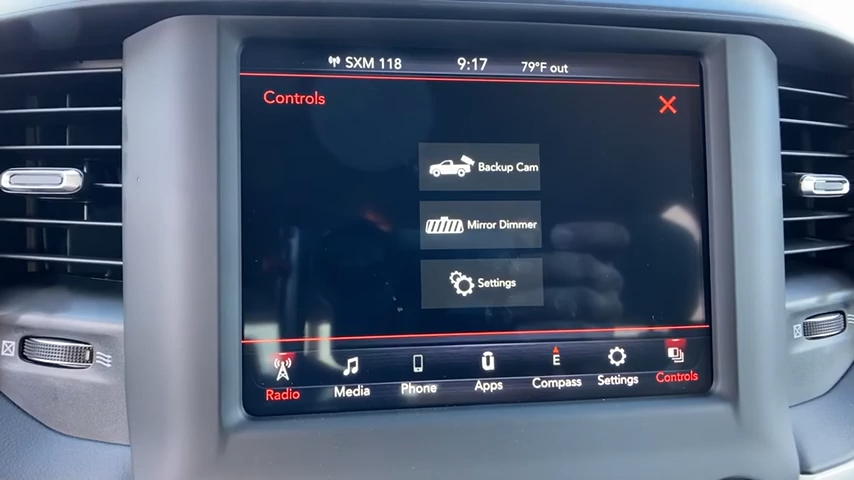 SXM 118 9:17 79°F out
Controls
Backup Cam
Mirror Dimmer
Settings
E
Radio Media Phone Apps Compass Settings Controls